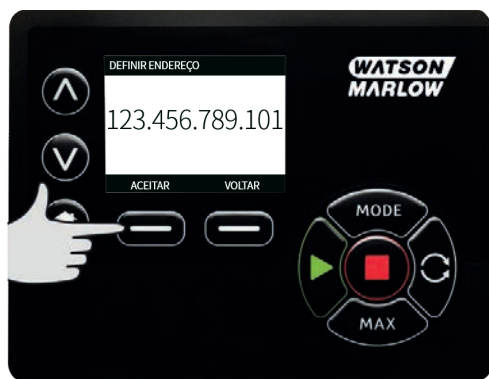 DEFINIR ENDEREÇO
WATSON
MARLOW
123.456.789.101
ACEITAR VOLTAR
MODE
MAX